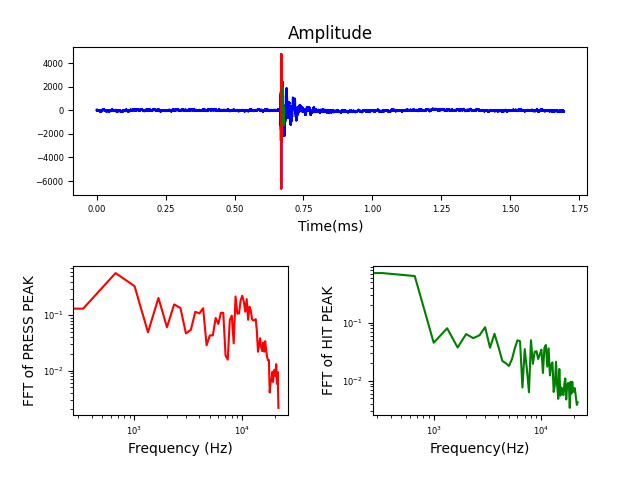 Amplitude
4000
2000
0
−2000
−4000
−6000
0.00 0.25 0.50 0.75 1.00 1.25 1.50 1.75
Time(ms)
FFT of PRESS PEAK
10⁻¹
10⁻²
10³ 10⁴
Frequency (Hz)
FFT of HIT PEAK
10⁻¹
10⁻²
10³ 10⁴
Frequency(Hz)